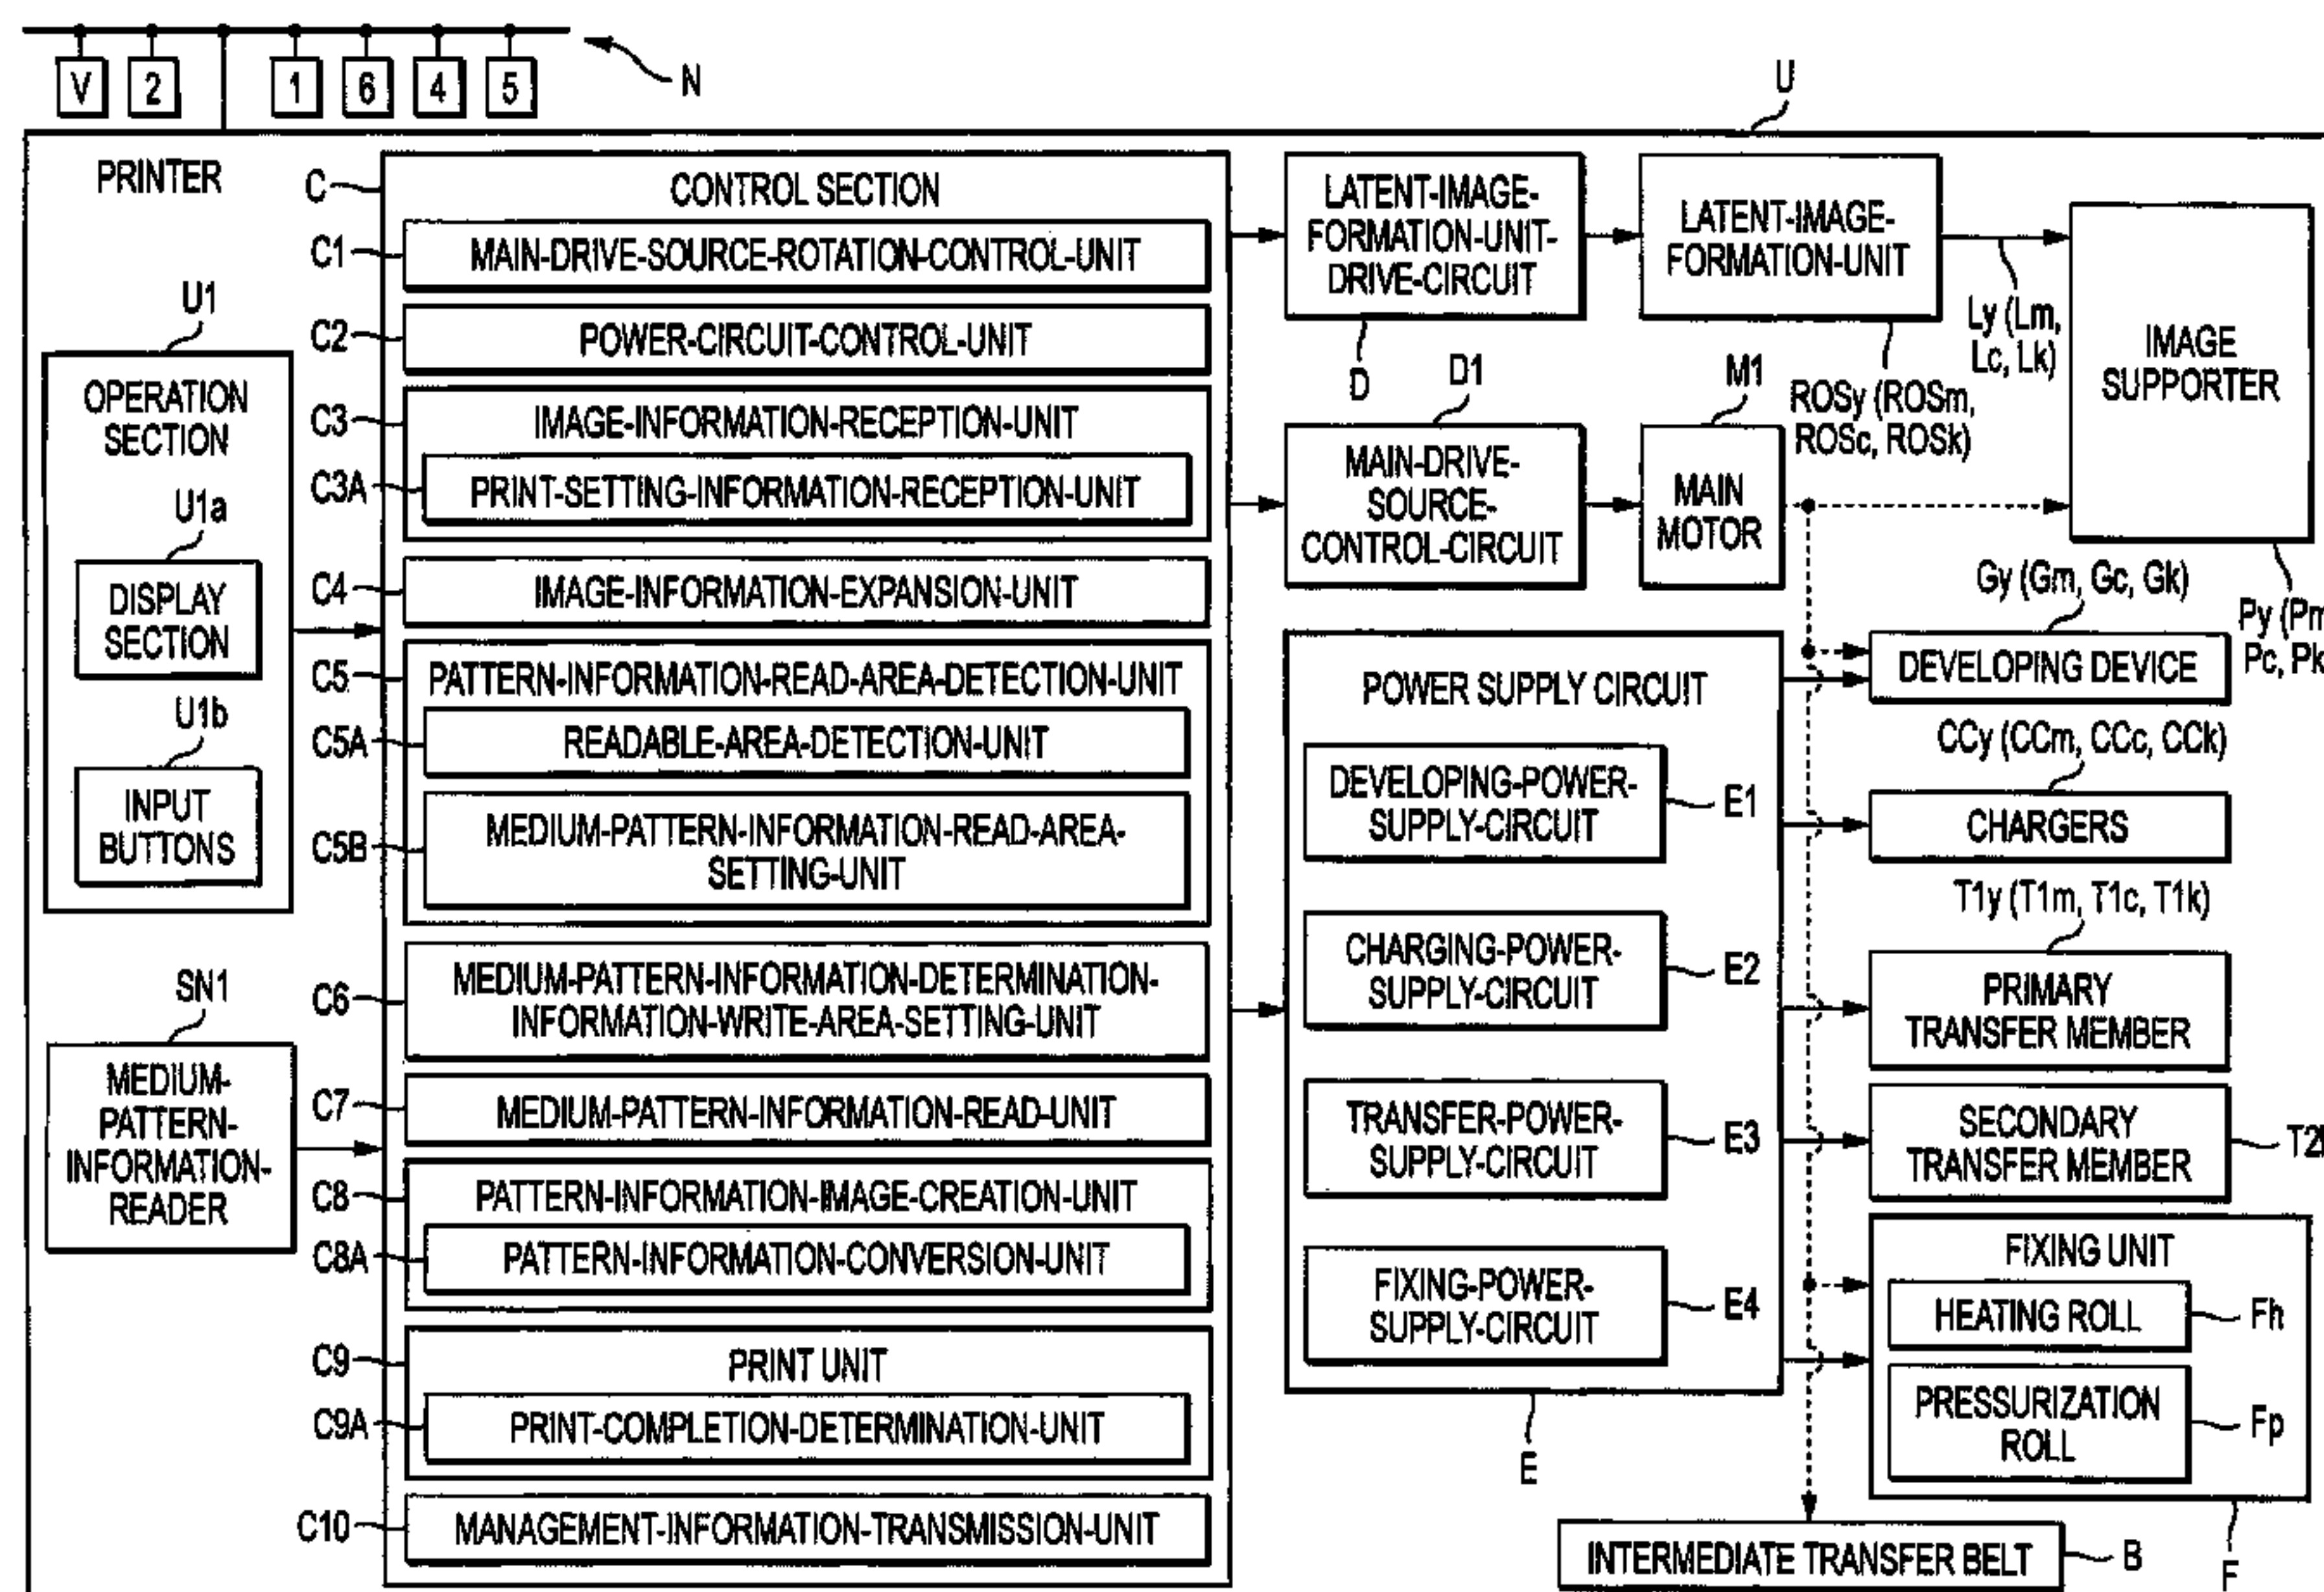 V 2 1 6 4 5
N
U
PRINTER
U1
OPERATION
SECTION
U1a
DISPLAY
SECTION
U1b
INPUT
BUTTONS
SN1
MEDIUM-
PATTERN-
INFORMATION-
READER
C
CONTROL SECTION
C1
MAIN-DRIVE-SOURCE-ROTATION-CONTROL-UNIT
C2
POWER-CIRCUIT-CONTROL-UNIT
C3
IMAGE-INFORMATION-RECEPTION-UNIT
C3A
PRINT-SETTING-INFORMATION-RECEPTION-UNIT
C4
IMAGE-INFORMATION-EXPANSION-UNIT
C5
PATTERN-INFORMATION-READ-AREA-DETECTION-UNIT
C5A
READABLE-AREA-DETECTION-UNIT
C5B
MEDIUM-PATTERN-INFORMATION-READ-AREA-
SETTING-UNIT
C6
MEDIUM-PATTERN-INFORMATION-DETERMINATION-
INFORMATION-WRITE-AREA-SETTING-UNIT
C7
MEDIUM-PATTERN-INFORMATION-READ-UNIT
C8
PATTERN-INFORMATION-IMAGE-CREATION-UNIT
C8A
PATTERN-INFORMATION-CONVERSION-UNIT
C9
PRINT UNIT
C9A
PRINT-COMPLETION-DETERMINATION-UNIT
C10
MANAGEMENT-INFORMATION-TRANSMISSION-UNIT
LATENT-IMAGE-
FORMATION-UNIT-
DRIVE-CIRCUIT
D
LATENT-IMAGE-
FORMATION-UNIT
ROSy (ROSm,
ROSc, ROSk)
Ly (Lm,
Lc, Lk)
IMAGE
SUPPORTER
Py (Pm
Pc, Pk
D1
MAIN-DRIVE-
SOURCE-
CONTROL-CIRCUIT
M1
MAIN
MOTOR
POWER SUPPLY CIRCUIT
DEVELOPING-POWER-
SUPPLY-CIRCUIT
E1
CHARGING-POWER-
SUPPLY-CIRCUIT
E2
TRANSFER-POWER-
SUPPLY-CIRCUIT
E3
FIXING-POWER-
SUPPLY-CIRCUIT
E4
E
Gy (Gm, Gc, Gk)
DEVELOPING DEVICE
CCy (CCm, CCc, CCk)
CHARGERS
T1y (T1m, T1c, T1k)
PRIMARY
TRANSFER MEMBER
SECONDARY
TRANSFER MEMBER
FIXING UNIT
HEATING ROLL
Fh
PRESSURIZATION
ROLL
Fp
F
INTERMEDIATE TRANSFER BELT
B